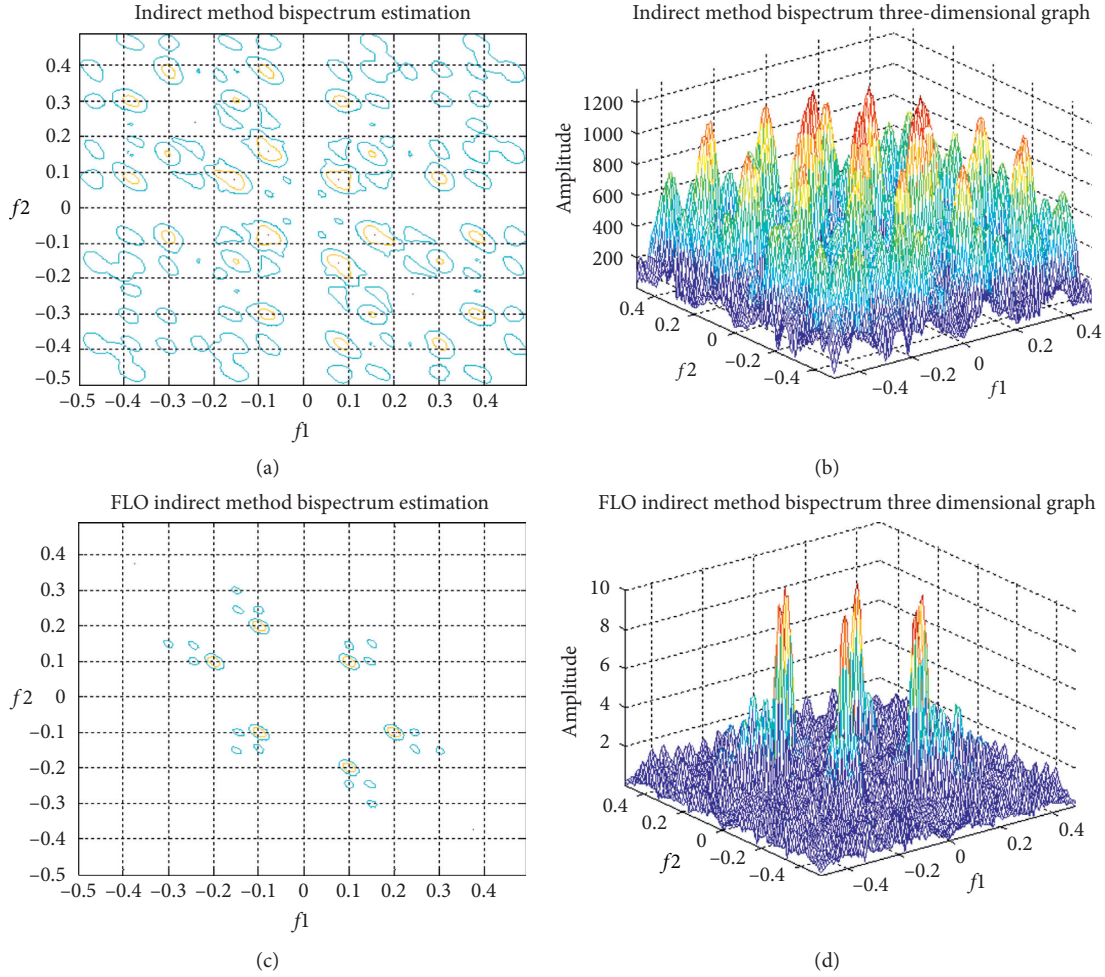 Indirect method bispectrum estimation
0.4
0.3
0.2
0.1
0
−0.1
−0.2
−0.3
−0.4
−0.5
f2
−0.5 −0.4 −0.3 −0.2 −0.1 0 0.1 0.2 0.3 0.4
f1
(a)
Indirect method bispectrum three-dimensional graph
1200
1000
800
600
400
200
Amplitude
0.4
0.2
0
−0.2
−0.4
f2
−0.4
−0.2
0
0.2
0.4
f1
(b)
FLO indirect method bispectrum estimation
0.4
0.3
0.2
0.1
0
−0.1
−0.2
−0.3
−0.4
−0.5
f2
−0.5 −0.4 −0.3 −0.2 −0.1 0 0.1 0.2 0.3 0.4
f1
(c)
FLO indirect method bispectrum three dimensional graph
10
8
6
4
2
Amplitude
0.4
0.2
0
−0.2
−0.4
f2
−0.4
−0.2
0
0.2
0.4
f1
(d)